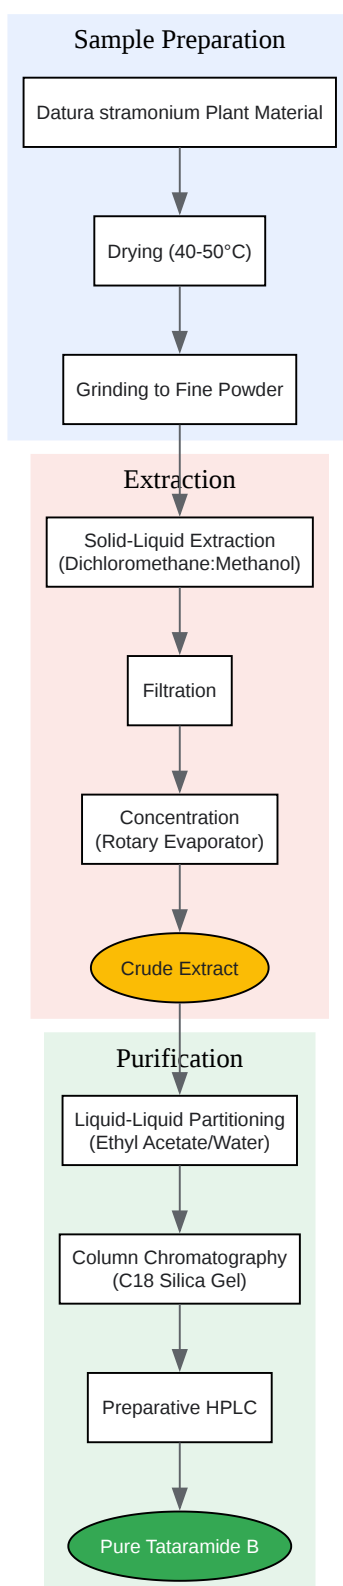 Sample Preparation
Datura stramonium Plant Material
Drying (40-50°C)
Grinding to Fine Powder
Extraction
Solid-Liquid Extraction
(Dichloromethane:Methanol)
Filtration
Concentration
(Rotary Evaporator)
Crude Extract
Purification
Liquid-Liquid Partitioning
(Ethyl Acetate/Water)
Column Chromatography
(C18 Silica Gel)
Preparative HPLC
Pure Tataramide B